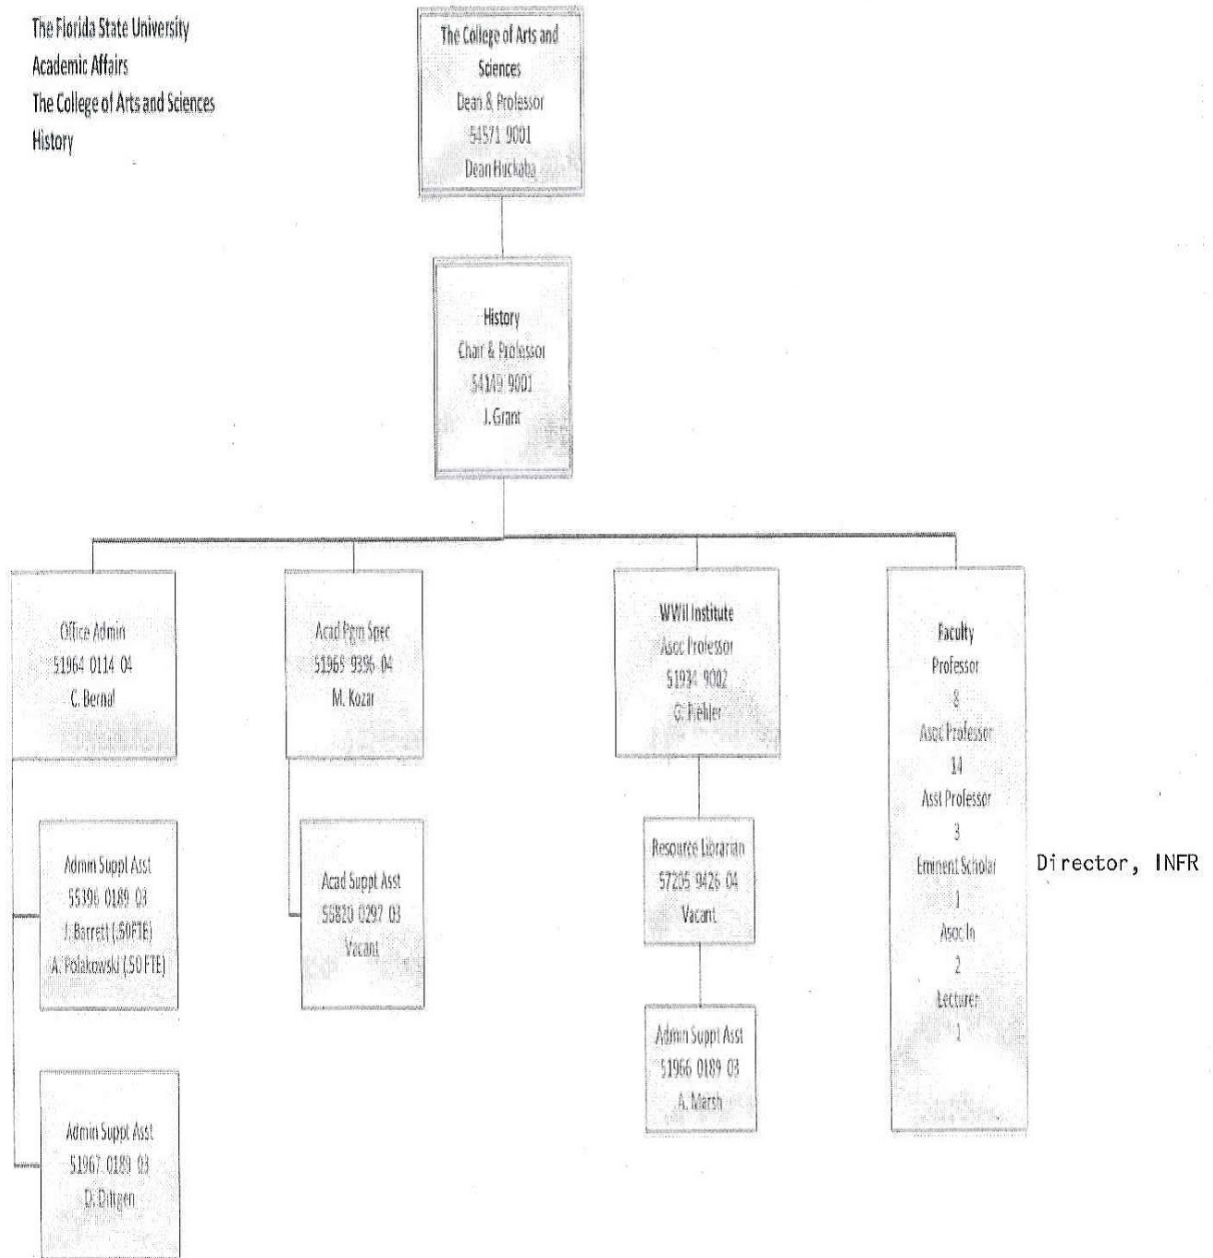 The Florida State University
Academic Affairs
The College of Arts and Sciences
History
The College of Arts and
Sciences
Dean & Professor
54571 9001
Dean Huckaba
History
Chair & Professor
54149 9001
J. Grant
Office Admin
51964 0114 04
C. Bernal
Admin Suppt Asst
55396 0189 03
J. Barrett (.50FTE)
A. Polakowski (.50 FTE)
Admin Suppt Asst
51967 0189 03
D.
Acad Pgm Spec
51965 9396 04
M. Kozar
Acad Suppt Asst
0297 03
Vacant
WWII Institute
Asoc Professor
51934 9002
G. Piehler
Resource Librarian
57205 9426 04
Vacant
Admin Suppt Asst
51966 0189 03
A. Marsh
Faculty
Professor
8
Asoc Professor
14
Asst Professor
3
Eminent Scholar
1
Asoc In
2
Lecturer
1
Director, INFR